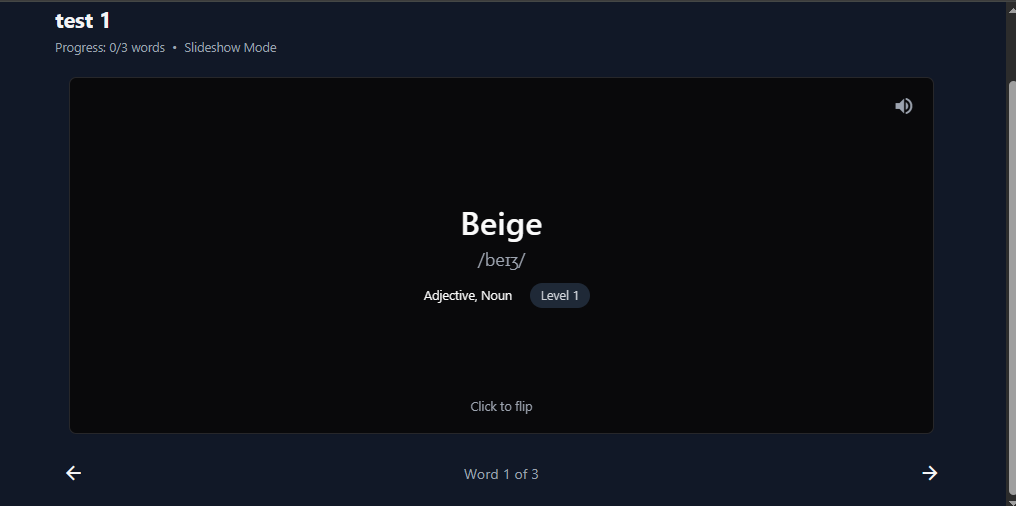 test 1
Progress: 0/3 words • Slideshow Mode
Beige
/beɪʒ/
Adjective, Noun Level 1
Click to flip
Word 1 of 3